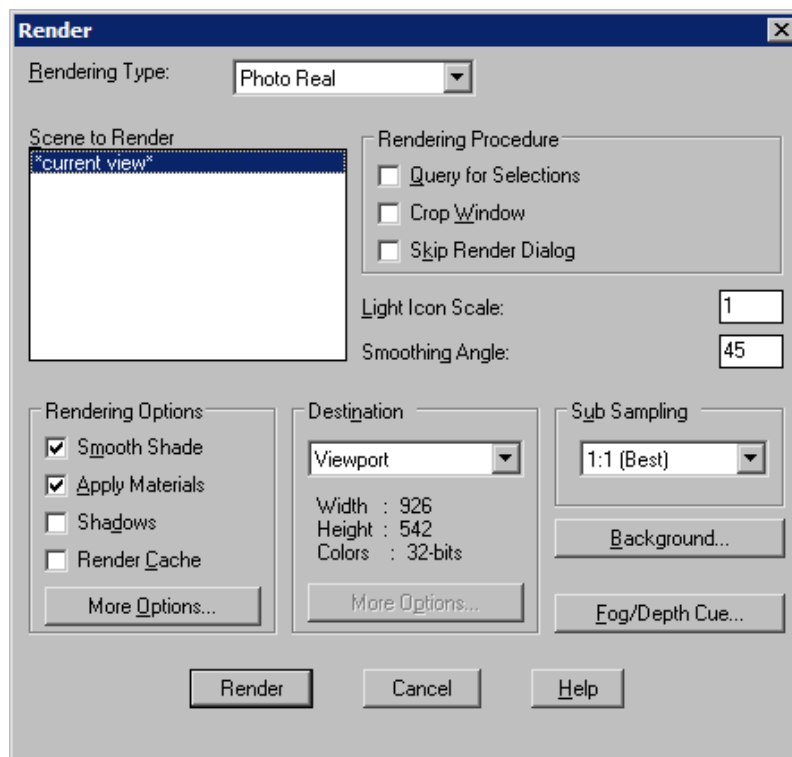 Render
Rendering Type: Photo Real
Scene to Render
*current view*
Rendering Procedure
Query for Selections
Crop Window
Skip Render Dialog
Light Icon Scale: 1
Smoothing Angle: 45
Rendering Options
Smooth Shade
Apply Materials
Shadows
Render Cache
More Options...
Destination
Viewport
Width : 926
Height : 542
Colors : 32-bits
More Options...
Sub Sampling
1:1 (Best)
Background...
Fog/Depth Cue...
Render Cancel Help